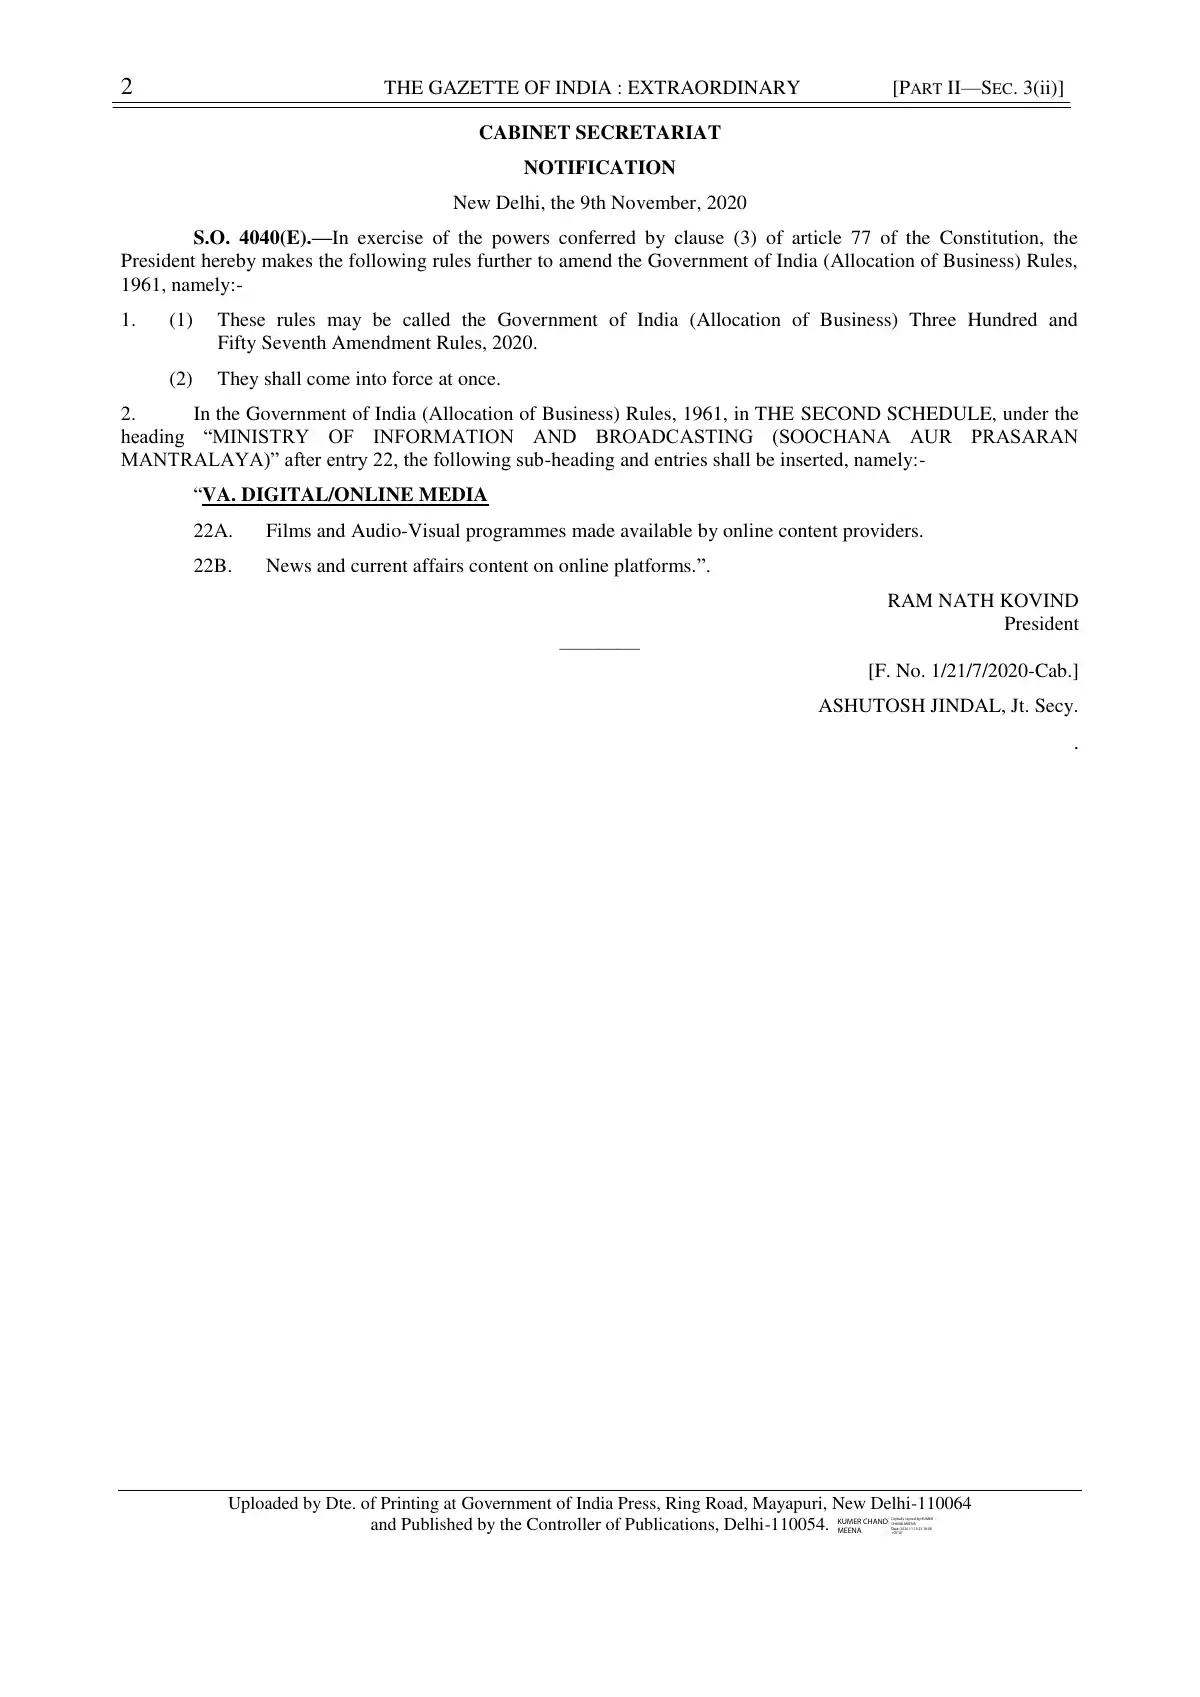 2 THE GAZETTE OF INDIA : EXTRAORDINARY [PART II—SEC. 3(ii)]
CABINET SECRETARIAT
NOTIFICATION
New Delhi, the 9th November, 2020
S.O. 4040(E).—In exercise of the powers conferred by clause (3) of article 77 of the Constitution, the
President hereby makes the following rules further to amend the Government of India (Allocation of Business) Rules,
1961, namely:-
1. (1) These rules may be called the Government of India (Allocation of Business) Three Hundred and
Fifty Seventh Amendment Rules, 2020.
(2) They shall come into force at once.
2. In the Government of India (Allocation of Business) Rules, 1961, in THE SECOND SCHEDULE, under the
heading “MINISTRY OF INFORMATION AND BROADCASTING (SOOCHANA AUR PRASARAN
MANTRALAYA)” after entry 22, the following sub-heading and entries shall be inserted, namely:-
“VA. DIGITAL/ONLINE MEDIA
22A. Films and Audio-Visual programmes made available by online content providers.
22B. News and current affairs content on online platforms.”.
RAM NATH KOVIND
President
[F. No. 1/21/7/2020-Cab.]
ASHUTOSH JINDAL, Jt. Secy.
.
Uploaded by Dte. of Printing at Government of India Press, Ring Road, Mayapuri, New Delhi-110064
and Published by the Controller of Publications, Delhi-110054.
KUMER CHAND
MEENA
Digitally signed by KUMER
CHAND MEENA